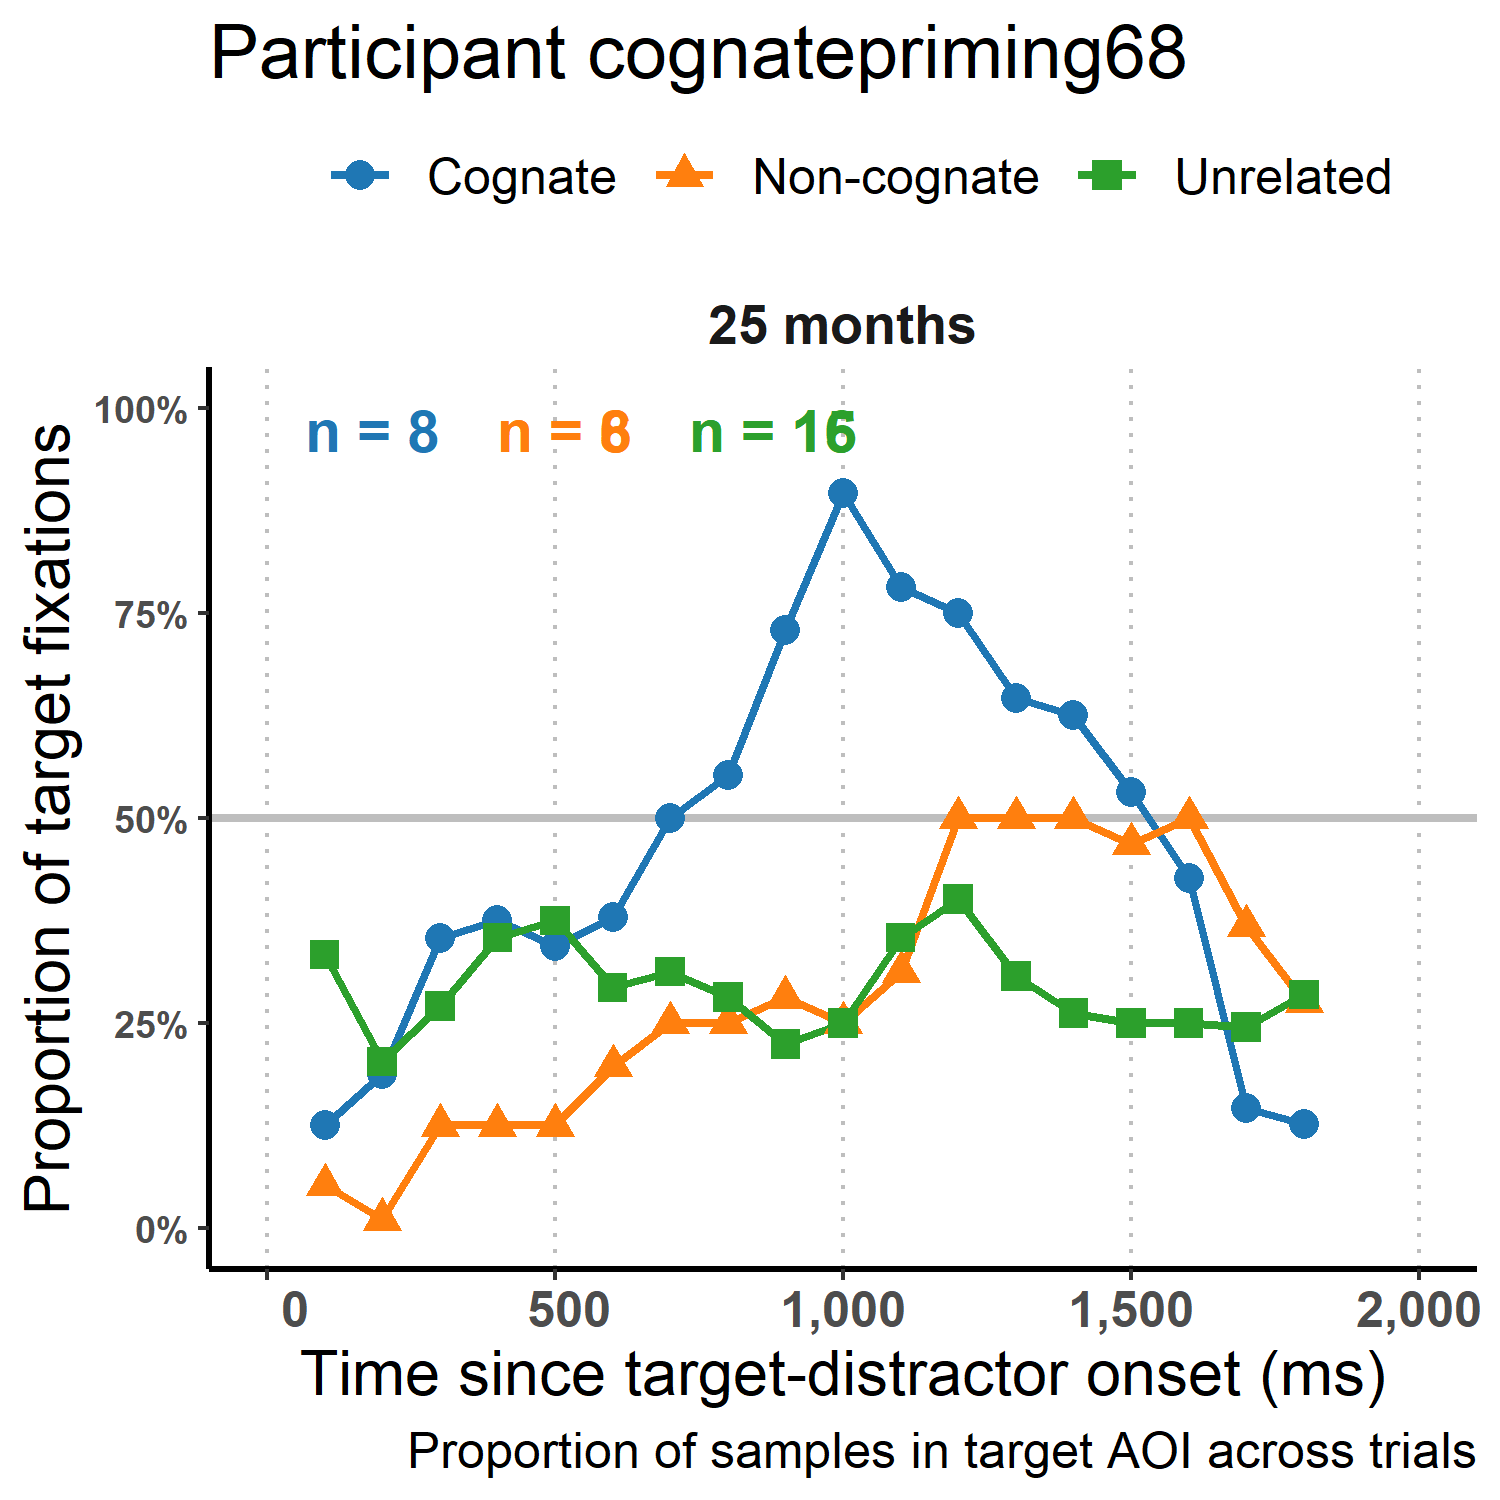 Participant cognatepriming68
Cognate Non-cognate Unrelated
25 months
100%
n = 8 n = n =
75%
50%
25%
0%
Proportion of target fixations
0 500 1,000 1,500 2,000
Time since target-distractor onset (ms)
Proportion of samples in target AOI across trials